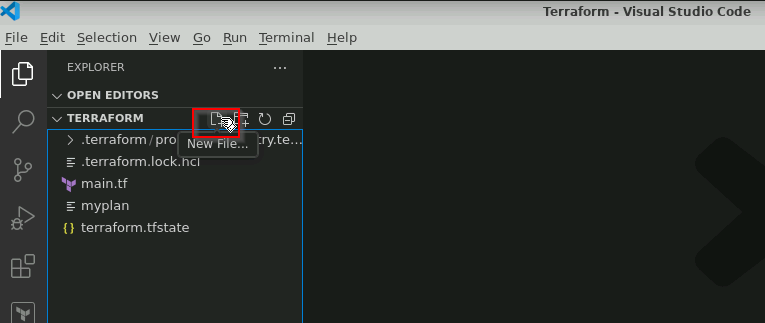 Terraform - Visual Studio Code
File Edit Selection View Go Run Terminal Help
EXPLORER
OPEN EDITORS
TERRAFORM
.terraform/pro ry.te...
New File...
.terraform.lock.hcl
main.tf
myplan
{} terraform.tfstate